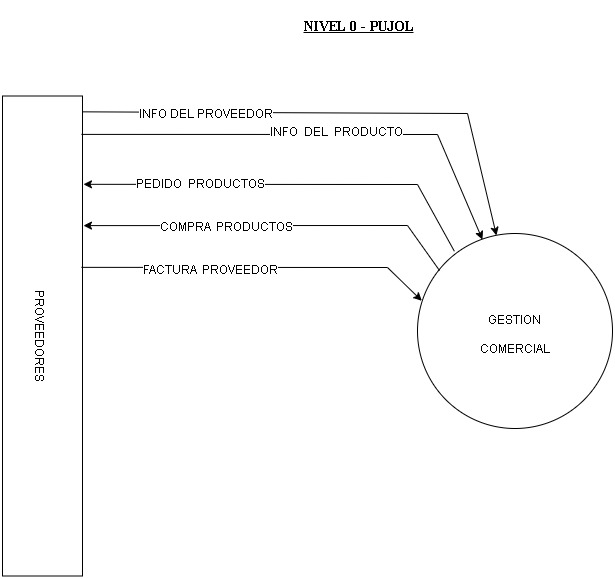 NIVEL 0 - PUJOL
INFO DEL PROVEEDOR
INFO DEL PRODUCTO
PEDIDO PRODUCTOS
COMPRA PRODUCTOS
FACTURA PROVEEDOR
PROVEEDORES
GESTION
COMERCIAL